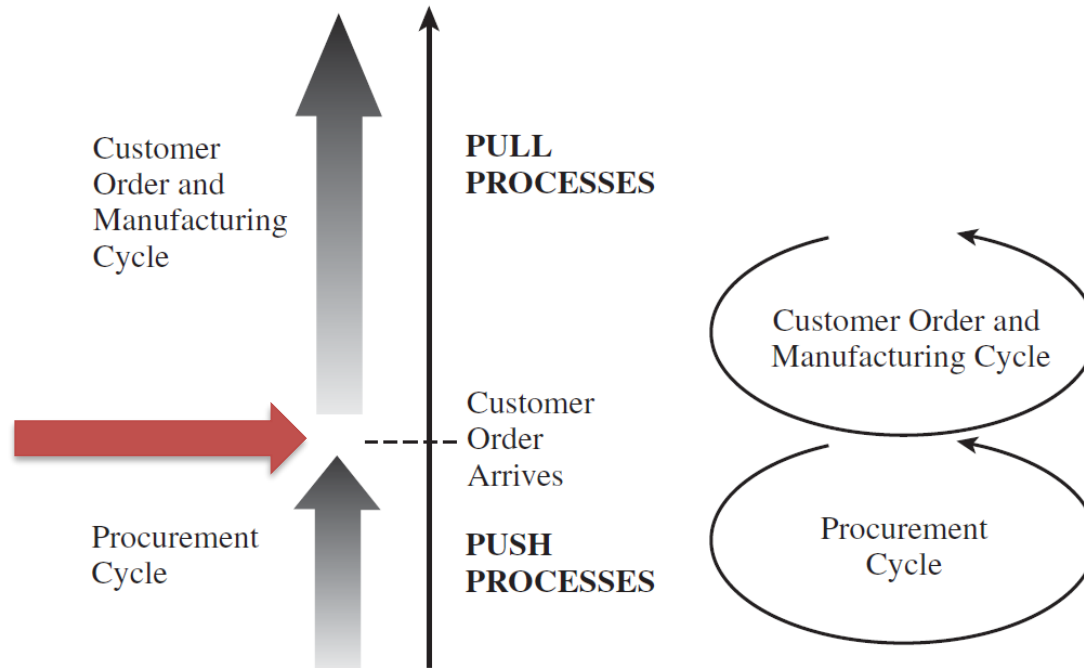 Customer
Order and
Manufacturing
Cycle
PULL
PROCESSES
Customer Order and
Manufacturing Cycle
Customer
Order
Arrives
Procurement
Cycle
PUSH
PROCESSES
Procurement
Cycle